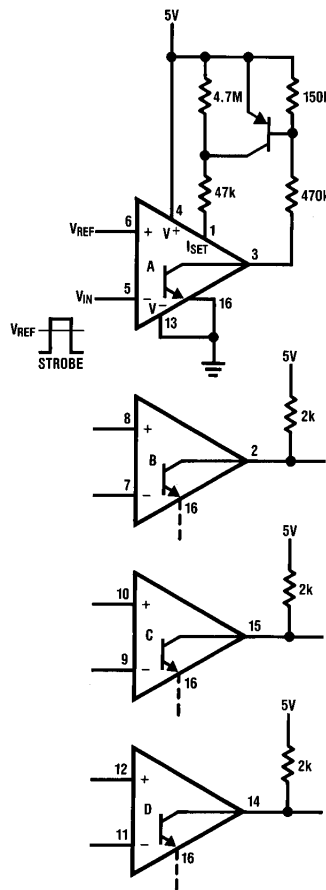 5V
4.7M
150k
47k
470k
4
V+
1
ISET
6
VREF
+
3
A
5
VIN
−
V−
16
13
VREF
STROBE
5V
2k
8
+
2
B
7
−
16
5V
2k
10
+
15
C
9
−
16
5V
2k
12
+
14
D
11
−
16